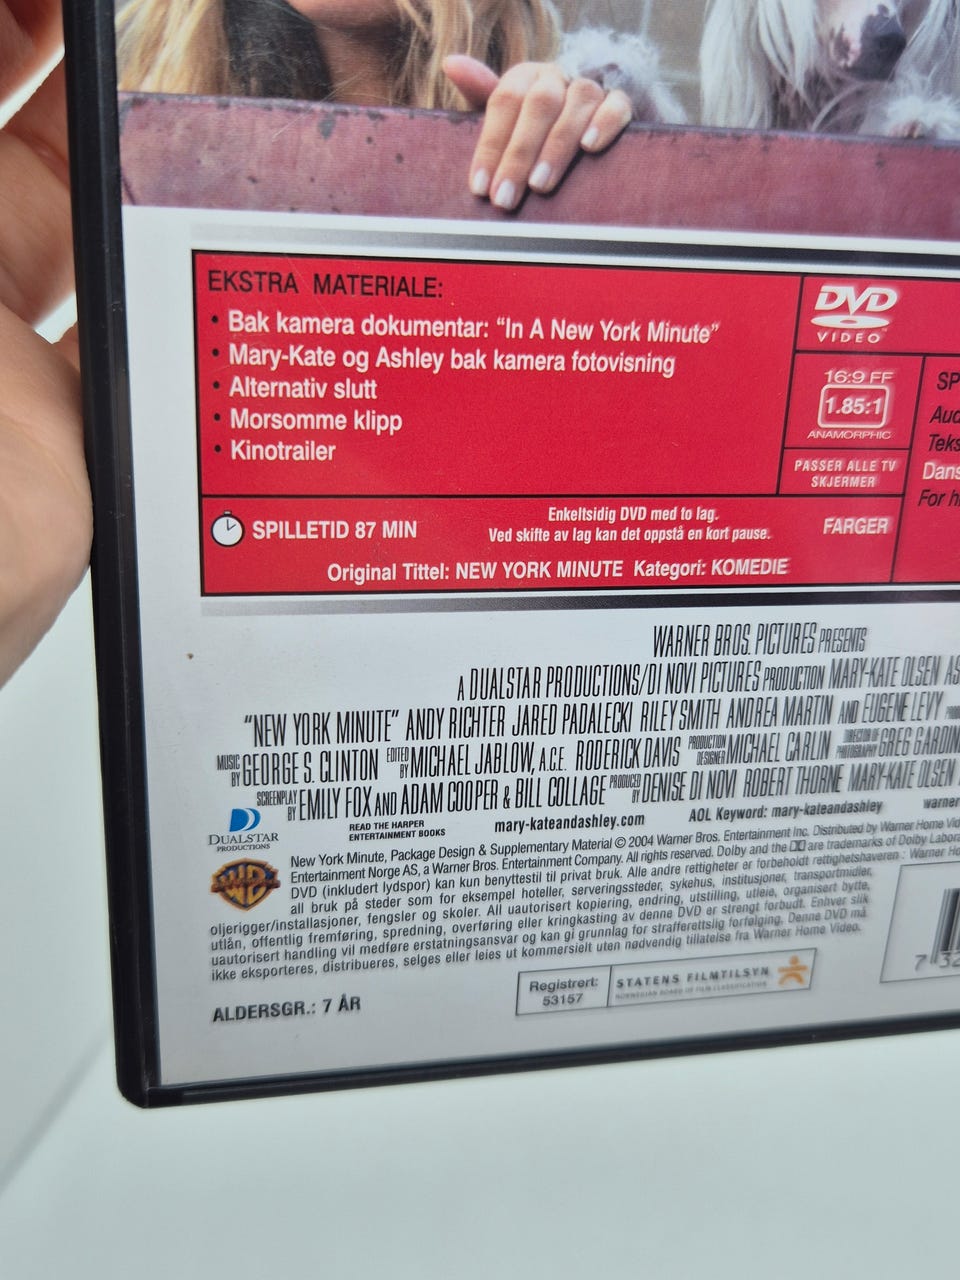 EKSTRA MATERIALE:
• Bak kamera dokumentar: “In A New York Minute”
• Mary-Kate og Ashley bak kamera fotovisning
• Alternativ slutt
• Morsomme klipp
• Kinotrailer
DVD
VIDEO
16:9 FF
1.85:1
ANAMORPHIC
PASSER ALLE TV
SKJERMER
SPILLETID 87 MIN
Enkeltsidig DVD med to lag.
Ved skifte av lag kan det oppstå en kort pause.
FARGER
Original Tittel: NEW YORK MINUTE Kategori: KOMEDIE
WARNER BROS. PICTURES PRESENTS
A DUALSTAR PRODUCTIONS/DI NOVI PICTURES PRODUCTION MARY-KATE OLSEN
“NEW YORK MINUTE” ANDY RICHTER JARED PADALECKI RILEY SMITH ANDREA MARTIN AND EUGENE LEVY
MUSIC BY GEORGE S. CLINTON EDITED BY MICHAEL JABLOW, A.C.E. RODERICK DAVIS PRODUCTION DESIGNER MICHAEL CARLIN DIRECTOR OF PHOTOGRAPHY GREG
SCREENPLAY BY EMILY FOX AND ADAM COOPER & BILL COLLAGE PRODUCED BY DENISE DI NOVI ROBERT THORNE MARY-KATE OLSEN
DUALSTAR
PRODUCTIONS
READ THE HARPER
ENTERTAINMENT BOOKS
mary-kateandashley.com
AOL Keyword: mary-kateandashley
New York Minute, Package Design & Supplementary Material © 2004 Warner Bros. Entertainment Inc. Distributed by Warner Home
Entertainment Norge AS, a Warner Bros. Entertainment Company. All rights reserved. Dolby and the are trademarks of Dolby
DVD (inkludert lydspor) kan kun benyttestil til privat bruk. Alle andre rettigheter er forbeholdt rettighetshaveren : Warner
all bruk på steder som for eksempel hoteller, serveringssteder, sykehus, institusjoner, transportmidler,
oljerigger/installasjoner, fengsler og skoler. All uautorisert kopiering, endring, utstilling, utleie, organisert bytte,
utlån, offentlig fremføring, spredning, overføring eller kringkasting av denne DVD er strengt forbudt. Enhver slik
uautorisert handling vil medføre erstatningsansvar og kan gi grunnlag for strafferettslig forfølging. Denne DVD må
ikke eksporteres, distribueres, selges eller leies ut kommersielt uten nødvendig tillatelse fra Warner Home Video.
ALDERSGR.: 7 ÅR
Registrert:
53157
STATENS FILMTILSYN
NORWEGIAN BOARD OF FILM CLASSIFICATION